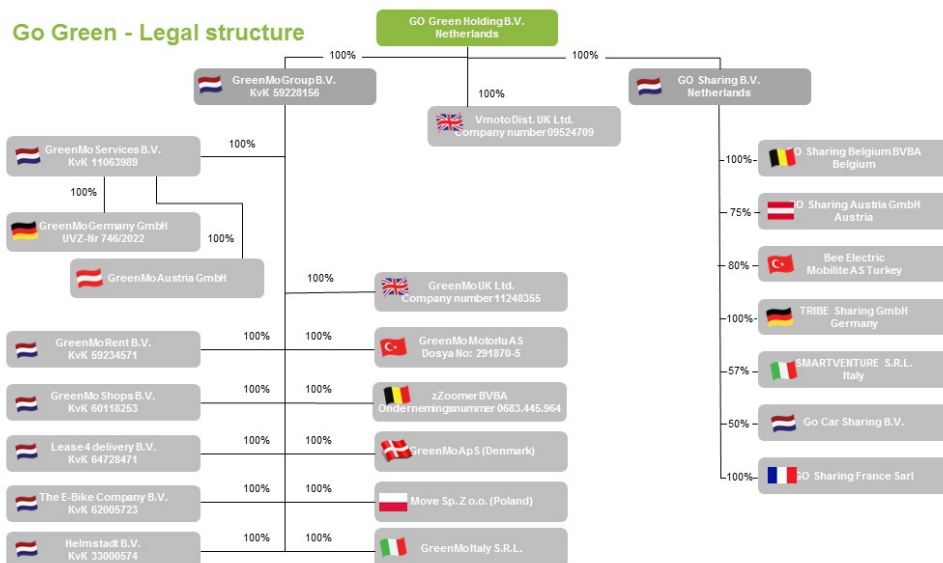 Go Green - Legal structure
GO Green Holding B.V.
Netherlands
100%
100%
GreenMo Group B.V.
KvK 59228156
100%
GO Sharing B.V.
Netherlands
Vmoto Dist. UK Ltd.
Company number 09524709
GreenMo Services B.V.
KvK 11063989
100%
100%
GreenMo Germany GmbH
UVZ-Nr 746/2022
100%
GreenMo Austria GmbH
100%
GreenMo UK Ltd.
Company number 11248355
GreenMo Rent B.V.
KvK 59234571
100%
100%
GreenMo Motorlu AS
Dosya No: 291870-5
GreenMo Shops B.V.
KvK 60118253
100%
100%
zZoomer BVBA
Ondernemingsnummer 0683.445.964
Lease4 delivery B.V.
KvK 64728471
100%
100%
GreenMo ApS (Denmark)
The E-Bike Company B.V.
KvK 62005723
100%
100%
Move Sp. Z o.o. (Poland)
Helmstadt B.V.
KvK 33000574
100%
100%
GreenMo Italy S.R.L.
100%
GO Sharing Belgium BVBA
Belgium
75%
GO Sharing Austria GmbH
Austria
80%
Bee Electric
Mobilite AS Turkey
100%
TRIBE Sharing GmbH
Germany
57%
SMARTVENTURE S.R.L.
Italy
50%
Go Car Sharing B.V.
100%
GO Sharing France Sarl